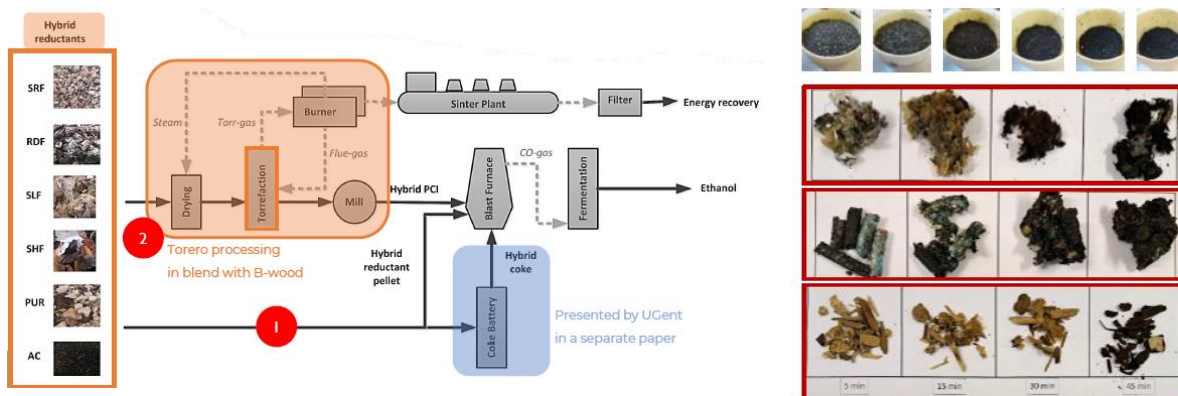 Hybrid
reductants
SRF
RDF
SLF
SHF
PUR
AC
Steam
Torr-gas
Burner
Flue-gas
Drying
Torrefaction
Mill
2
Torero processing
in blend with B-wood
Sinter Plant
Filter
Energy recovery
Hybrid PCI
Blast Furnace
CO-gas
Fermentation
Ethanol
Hybrid
reductant
pellet
Hybrid
coke
1
Coke Battery
Presented by UGent
in a separate paper
5 min
15 min
30 min
45 min